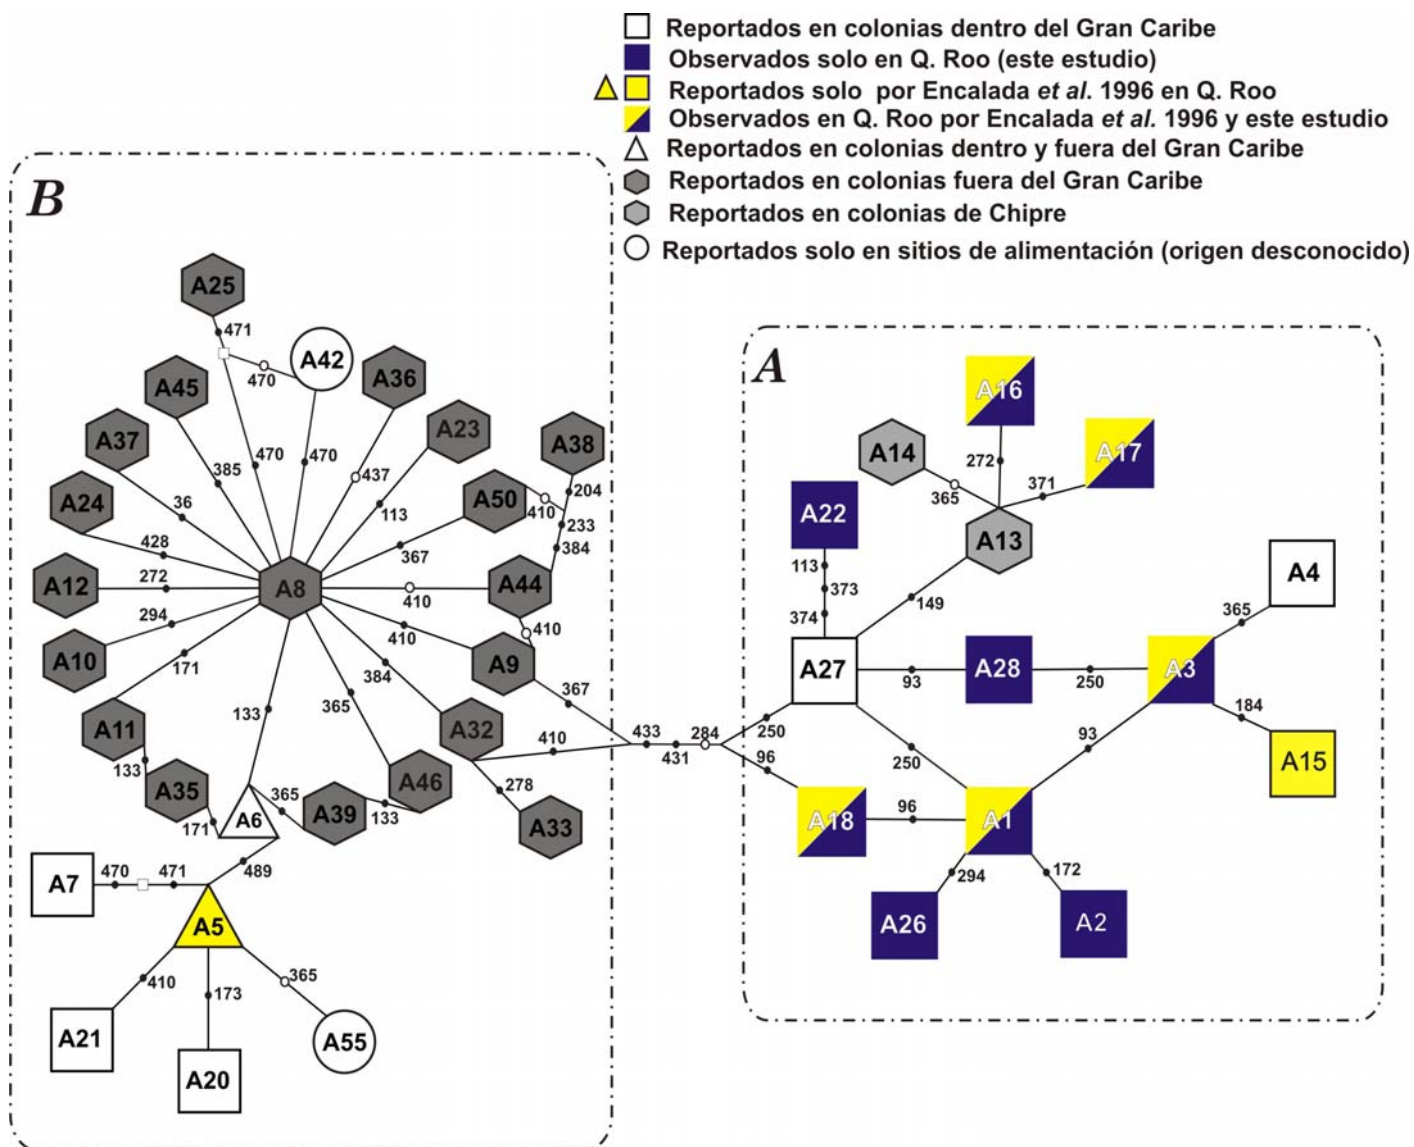 Reportados en colonias dentro del Gran Caribe
Observados solo en Q. Roo (este estudio)
Reportados solo por Encalada et al. 1996 en Q. Roo
Observados en Q. Roo por Encalada et al. 1996 y este estudio
Reportados en colonias dentro y fuera del Gran Caribe
Reportados en colonias fuera del Gran Caribe
Reportados en colonias de Chipre
Reportados solo en sitios de alimentación (origen desconocido)
B
A25
471
A42
470
A45
A36
A37
A23
A38
385
470
470
437
A24
A50
204
36
113
410
233
428
367
384
A12
272
A8
A44
410
294
410
410
A10
A9
171
384
367
133
365
A11
A32
410
133
278
A35
365
A46
A6
A39
133
A33
171
489
A7
470
471
A5
410
173
365
A21
A55
A20
433
431
284
A
A16
A14
A17
272
371
365
A22
A13
A4
113
373
149
365
374
A27
A28
A3
93
250
184
250
93
A15
250
96
A18
96
A1
294
172
A26
A2